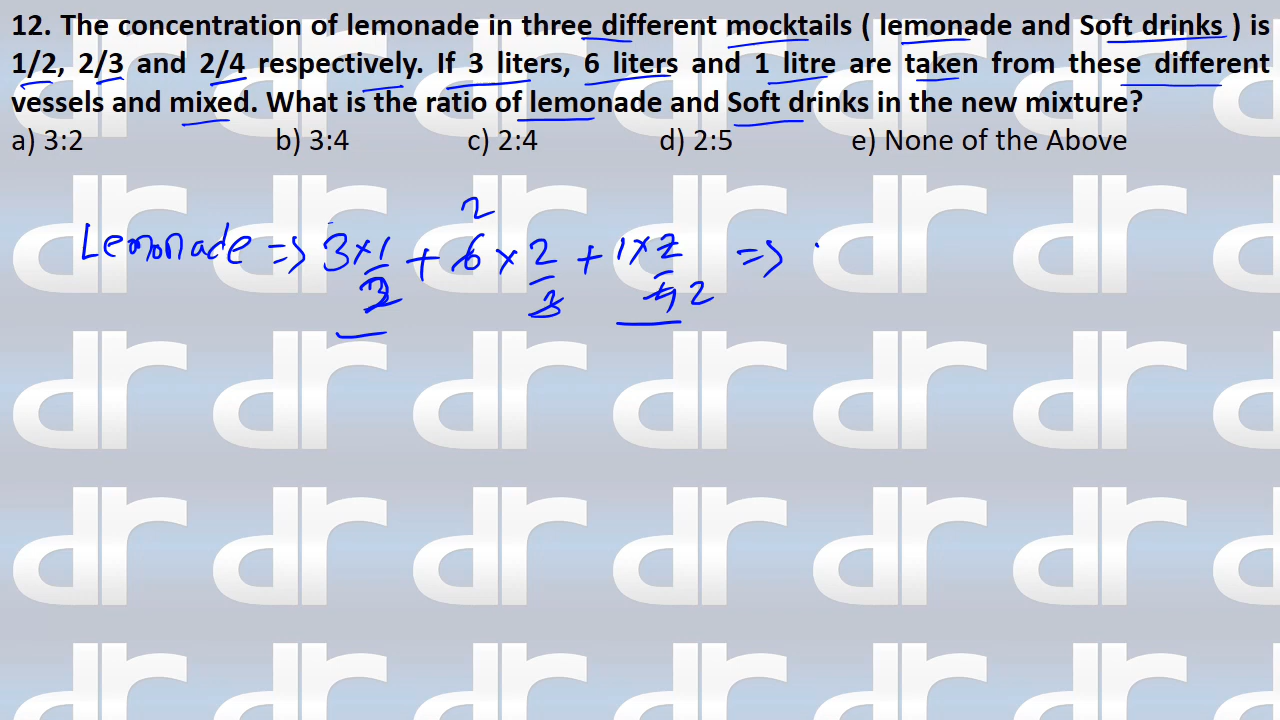 12. The concentration of lemonade in three different mocktails ( lemonade and Soft drinks ) is
1/2, 2/3 and 2/4 respectively. If 3 liters, 6 liters and 1 litre are taken from these different
vessels and mixed. What is the ratio of lemonade and Soft drinks in the new mixture?
a) 3:2 b) 3:4 c) 2:4 d) 2:5 e) None of the Above
2
Lemonade => 3 × 1 + 6 × 2 + 1 × 2 =>
2 3 4 2